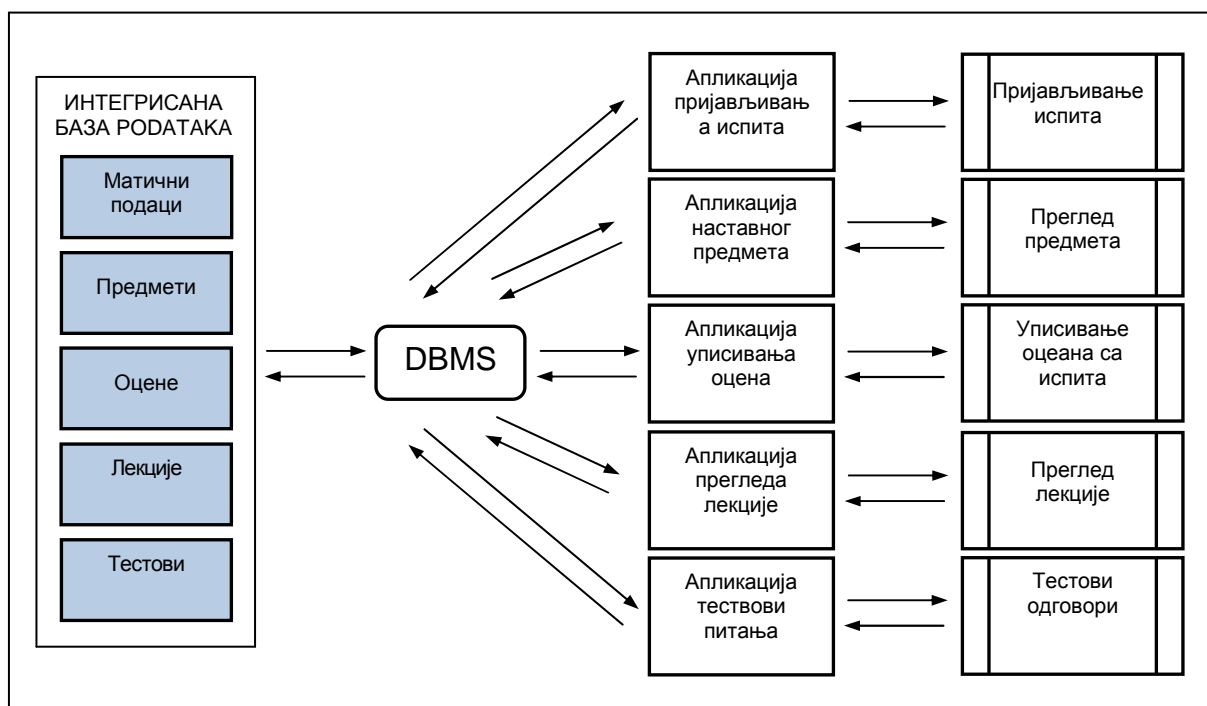 ИНТЕГРИСАНА
БАЗА PODATAKA
Матични
подаци
Предмети
Оцене
Лекције
Тестови
DBMS
Апликација
пријављивањ
а испита
Апликација
наставног
предмета
Апликација
уписивања
оцена
Апликација
прегледа
лекције
Апликација
тествови
питања
Пријављивање
испита
Преглед
предмета
Уписивање
оцеана са
испита
Преглед
лекције
Тестови
одговори